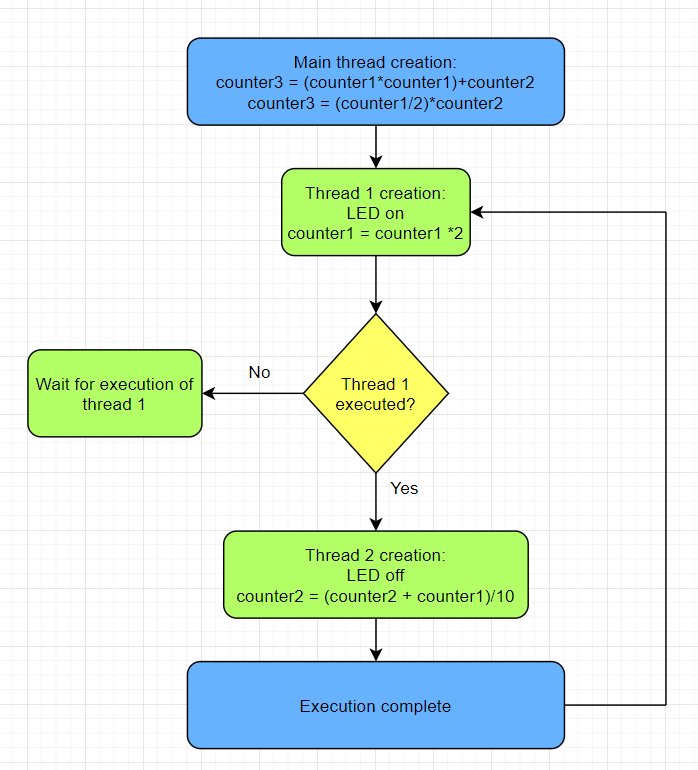 Main thread creation:
counter3 = (counter1*counter1)+counter2
counter3 = (counter1/2)*counter2
Thread 1 creation:
LED on
counter1 = counter1 *2
Thread 1
executed?
No
Wait for execution of
thread 1
Yes
Thread 2 creation:
LED off
counter2 = (counter2 + counter1)/10
Execution complete